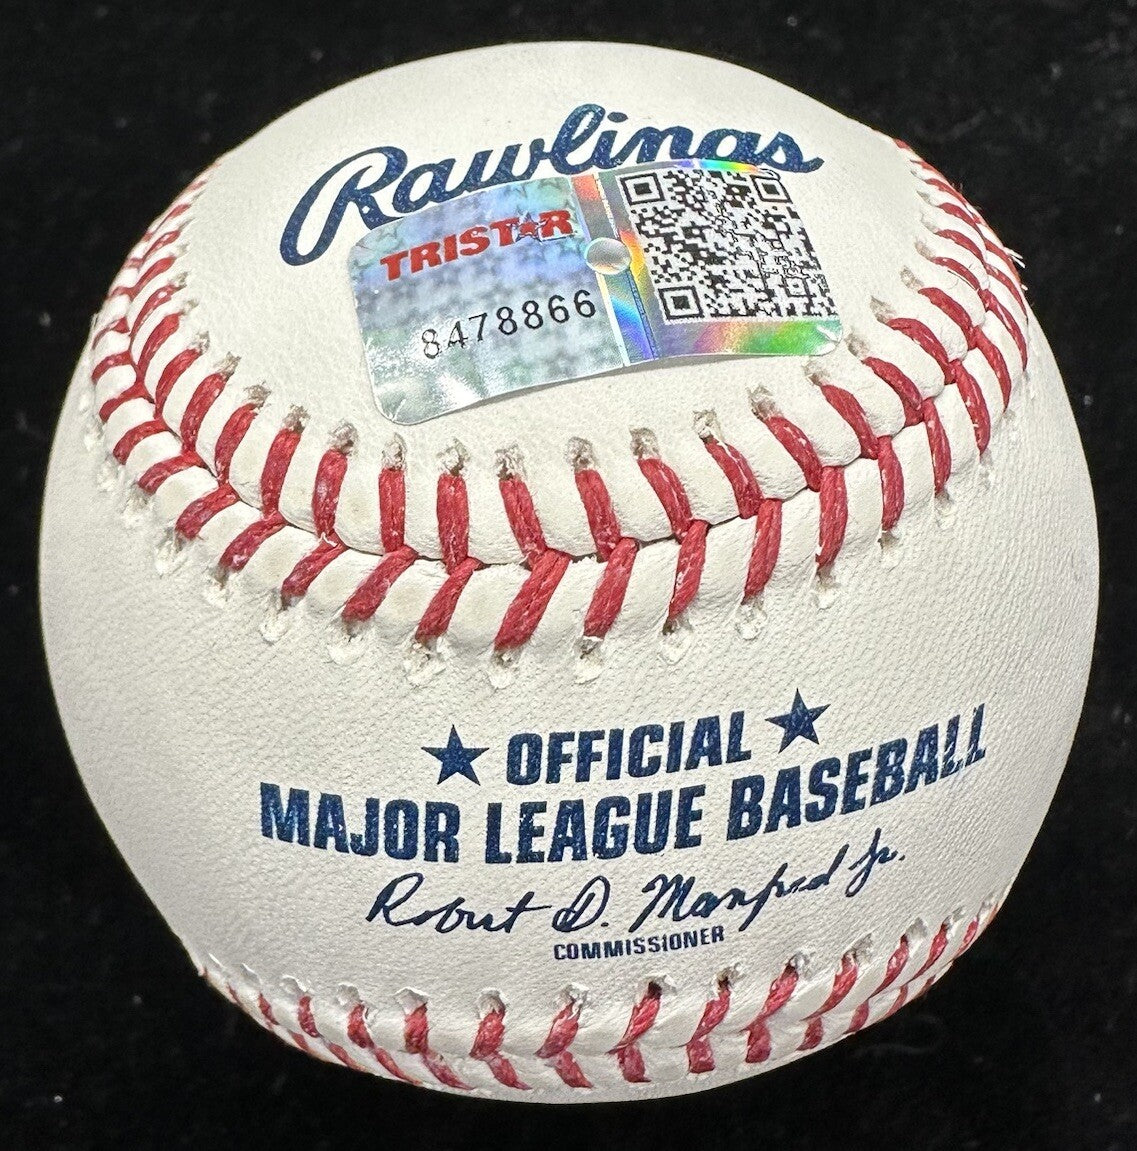 Rawlings
TRISTAR
8478866
OFFICIAL
MAJOR LEAGUE BASEBALL
Robert D. Manfred Jr.
COMMISSIONER